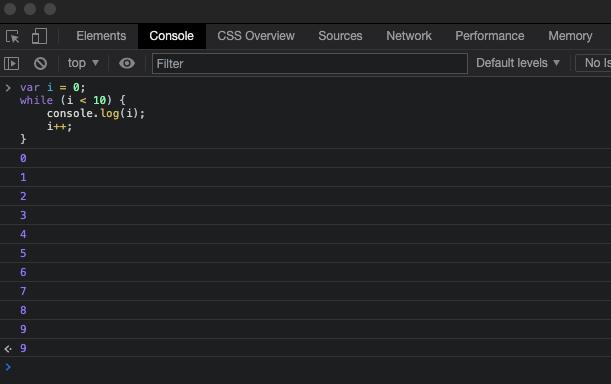 Elements Console CSS Overview Sources Network Performance Memory
top ▼ Filter Default levels ▼ No Is
> var i = 0;
while (i < 10) {
    console.log(i);
    i++;
}
0
1
2
3
4
5
6
7
8
9
9
>